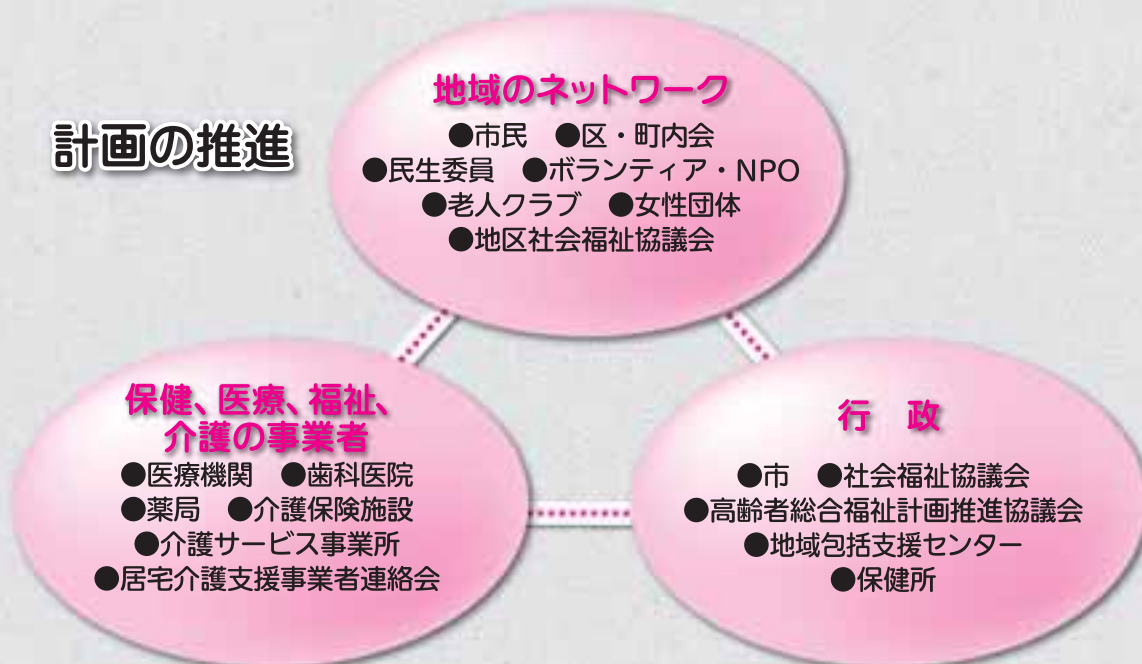 計画の推進
地域のネットワーク
●市民　●区・町内会
●民生委員　●ボランティア・NPO
●老人クラブ　●女性団体
●地区社会福祉協議会
保健、医療、福祉、
介護の事業者
●医療機関　●歯科医院
●薬局　●介護保険施設
●介護サービス事業所
●居宅介護支援事業者連絡会
行　政
●市　●社会福祉協議会
●高齢者総合福祉計画推進協議会
●地域包括支援センター
●保健所